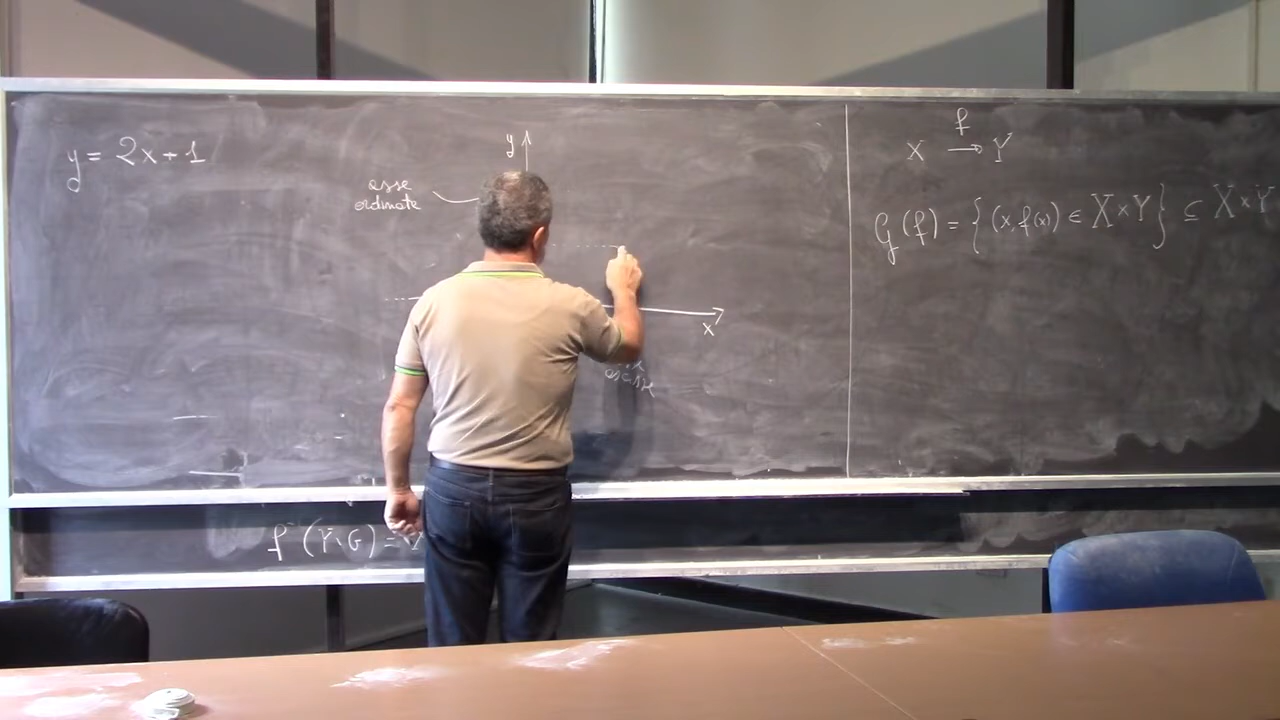 y = 2x + 1
y
asse
ordinate
x
X →^f Y
G(f) = {(x, f(x)) ∈ X × Y} ⊆ X × Y